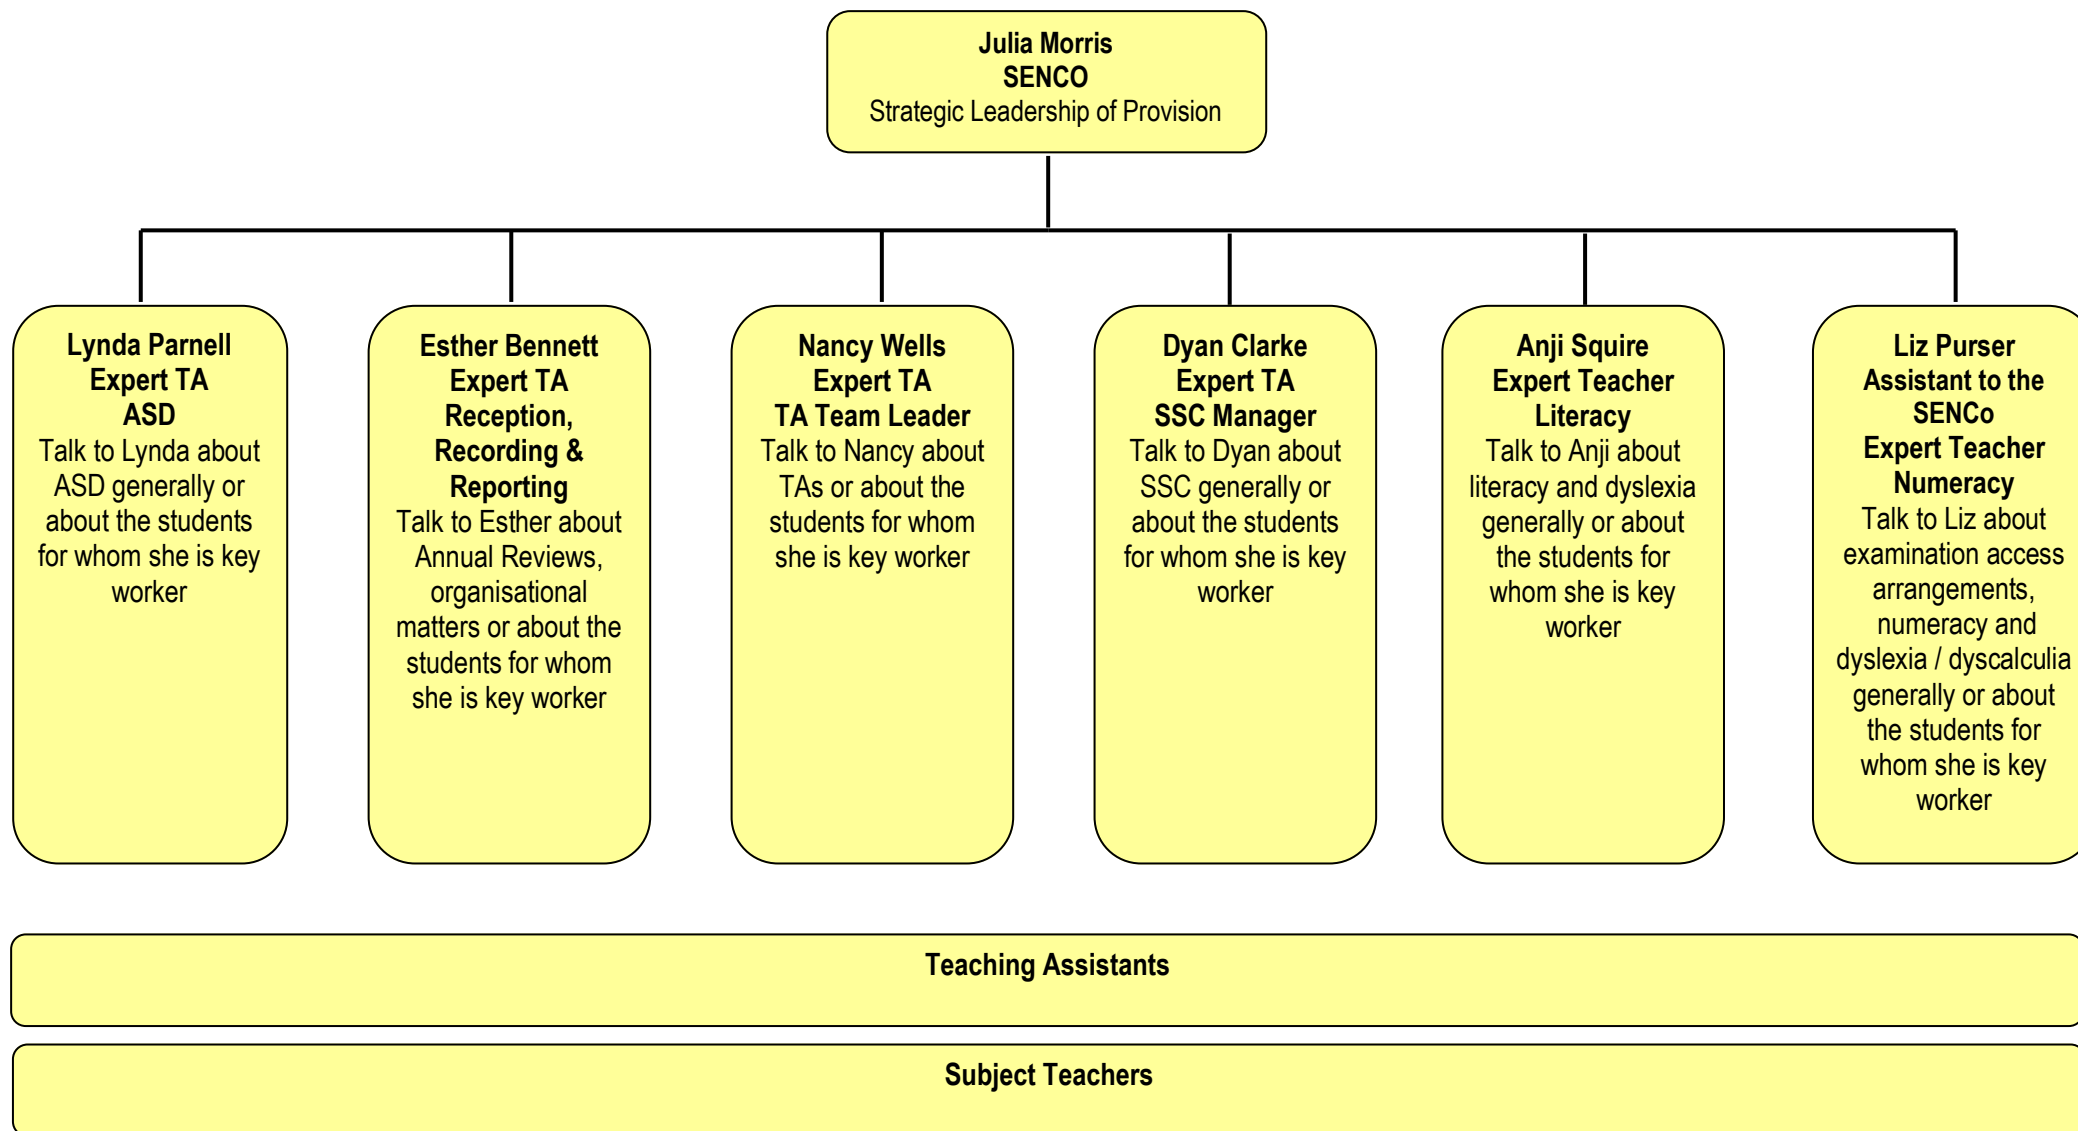 Julia Morris
SENCO
Strategic Leadership of Provision
Lynda Parnell
Expert TA
ASD
Talk to Lynda about
ASD generally or
about the students
for whom she is key
worker
Esther Bennett
Expert TA
Reception,
Recording &
Reporting
Talk to Esther about
Annual Reviews,
organisational
matters or about the
students for whom
she is key worker
Nancy Wells
Expert TA
TA Team Leader
Talk to Nancy about
TAs or about the
students for whom
she is key worker
Dyan Clarke
Expert TA
SSC Manager
Talk to Dyan about
SSC generally or
about the students
for whom she is key
worker
Anji Squire
Expert Teacher
Literacy
Talk to Anji about
literacy and dyslexia
generally or about
the students for
whom she is key
worker
Liz Purser
Assistant to the
SENCo
Expert Teacher
Numeracy
Talk to Liz about
examination access
arrangements,
numeracy and
dyslexia / dyscalculia
generally or about
the students for
whom she is key
worker
Teaching Assistants
Subject Teachers